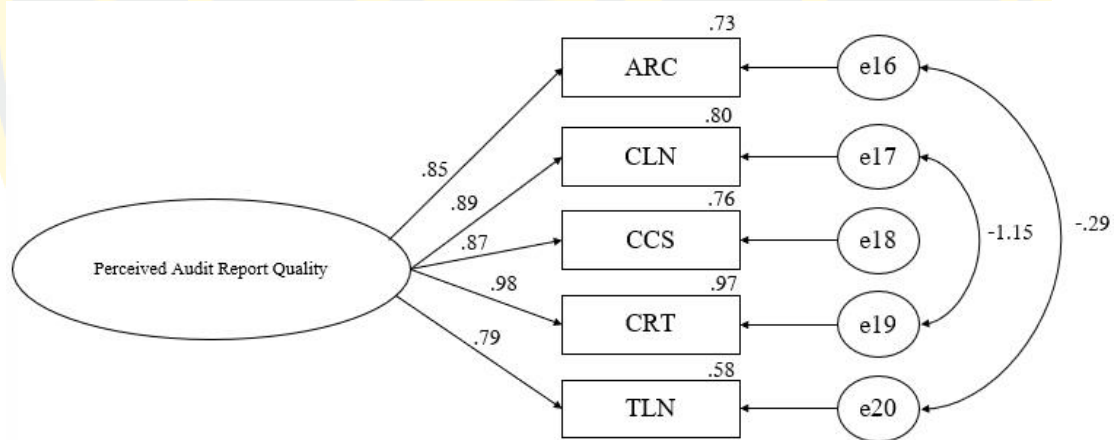 .73
ARC
e16
.80
CLN
e17
.85
.89
.76
CCS
e18
.87
-1.15
-.29
Perceived Audit Report Quality
.98
.97
CRT
e19
.79
.58
TLN
e20